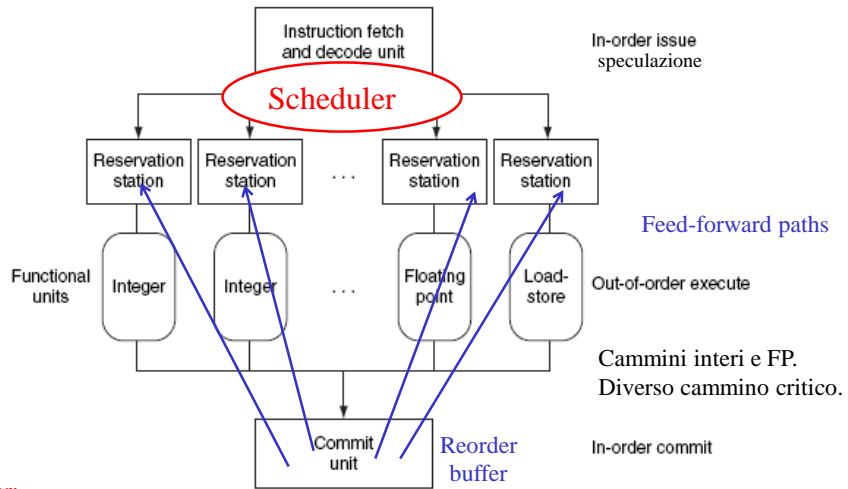 Instruction fetch
and decode unit
In-order issue
speculazione
Scheduler
Reservation
station
Reservation
station
. . .
Reservation
station
Reservation
station
Feed-forward paths
Functional
units
Integer
Integer
. . .
Floating
point
Load-
store
Out-of-order execute
Cammini interi e FP.
Diverso cammino critico.
Commit
unit
Reorder
buffer
In-order commit